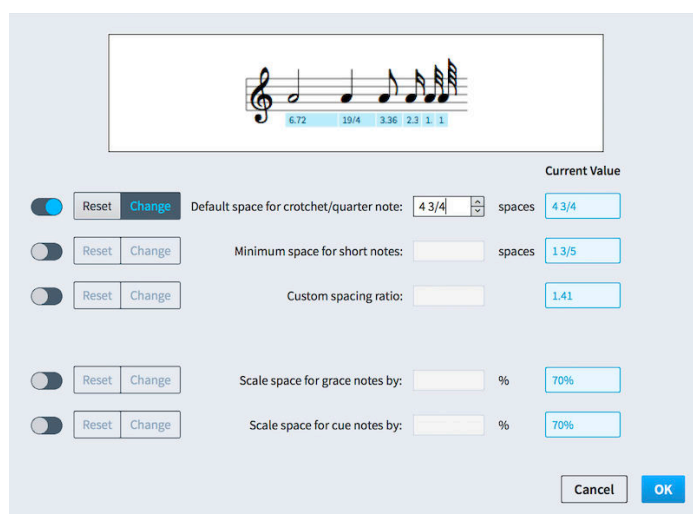 6.72 19/4 3.36 2.3 1. 1
Current Value
Reset Change Default space for crotchet/quarter note: 4 3/4 spaces 4 3/4
Reset Change Minimum space for short notes: spaces 1 3/5
Reset Change Custom spacing ratio: 1.41
Reset Change Scale space for grace notes by: % 70%
Reset Change Scale space for cue notes by: % 70%
Cancel OK